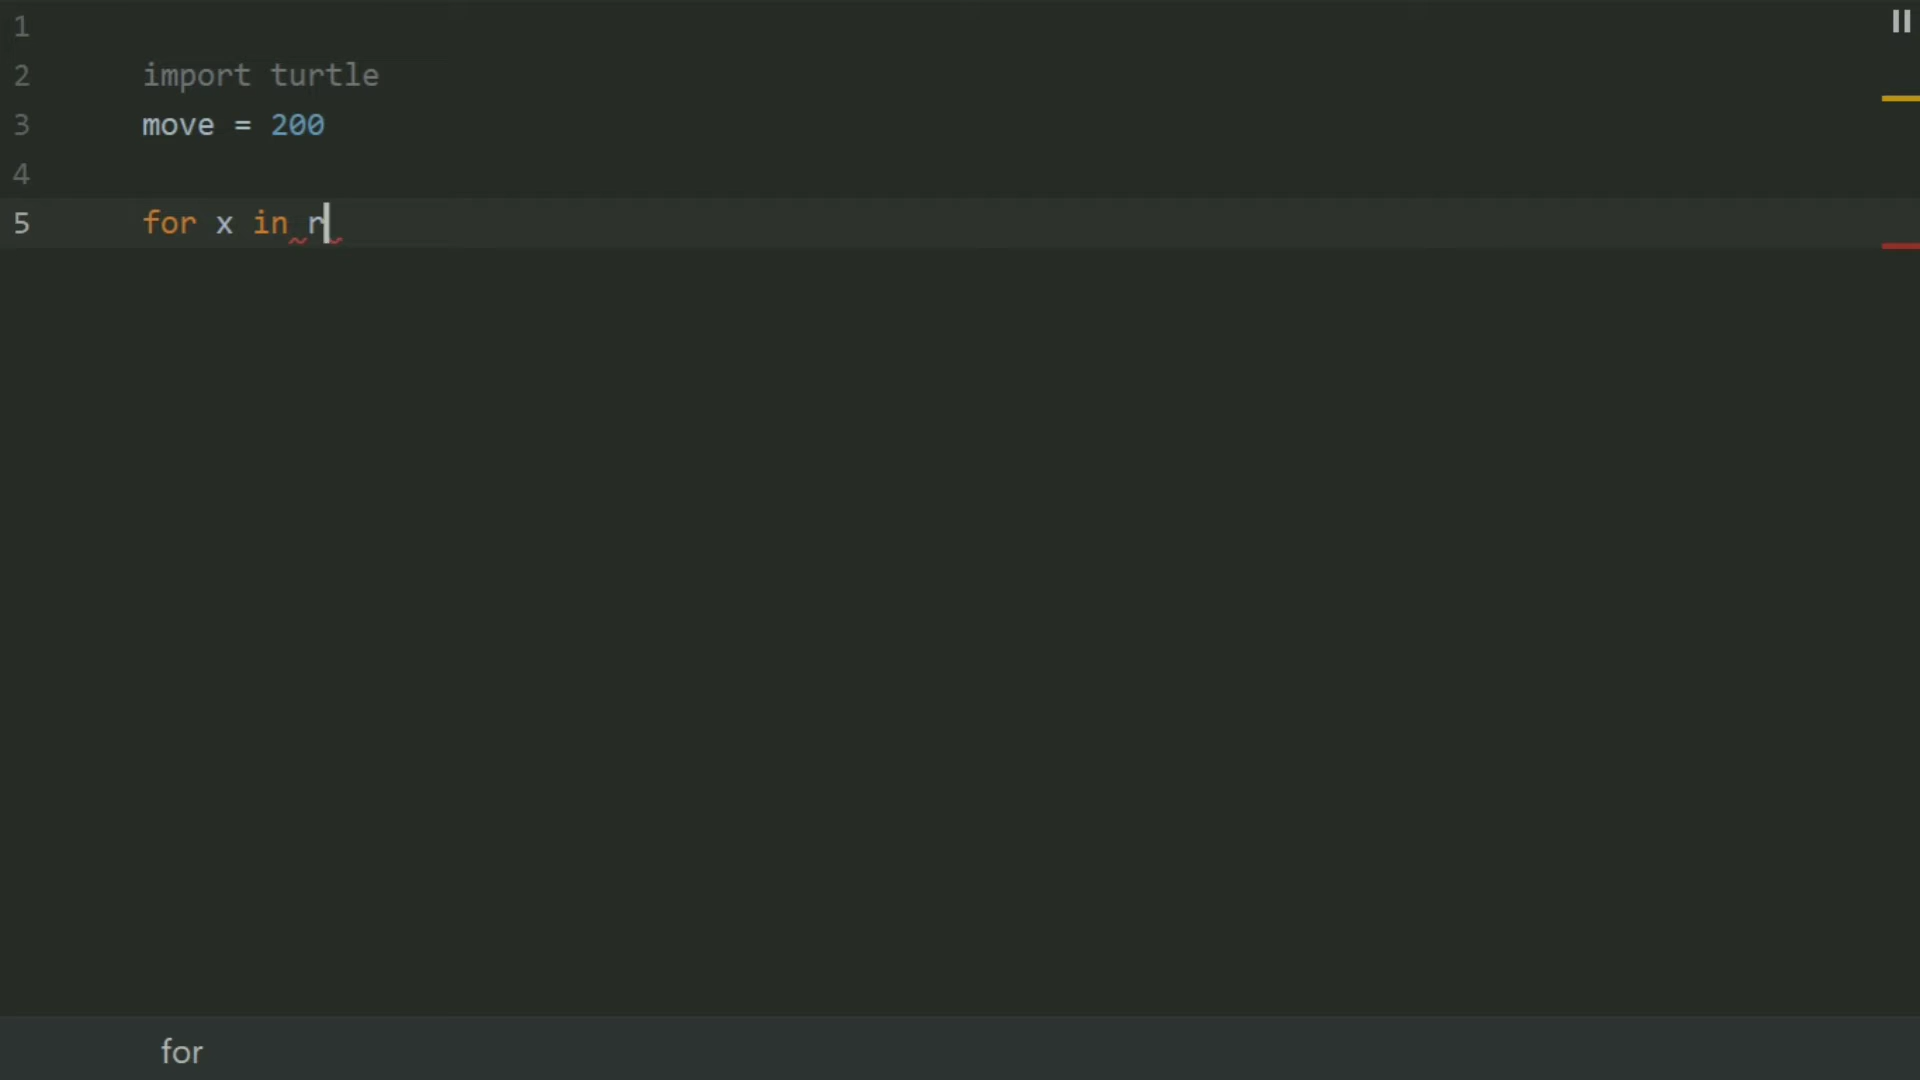 1
2 import turtle
3 move = 200
4
5 for x in r
for